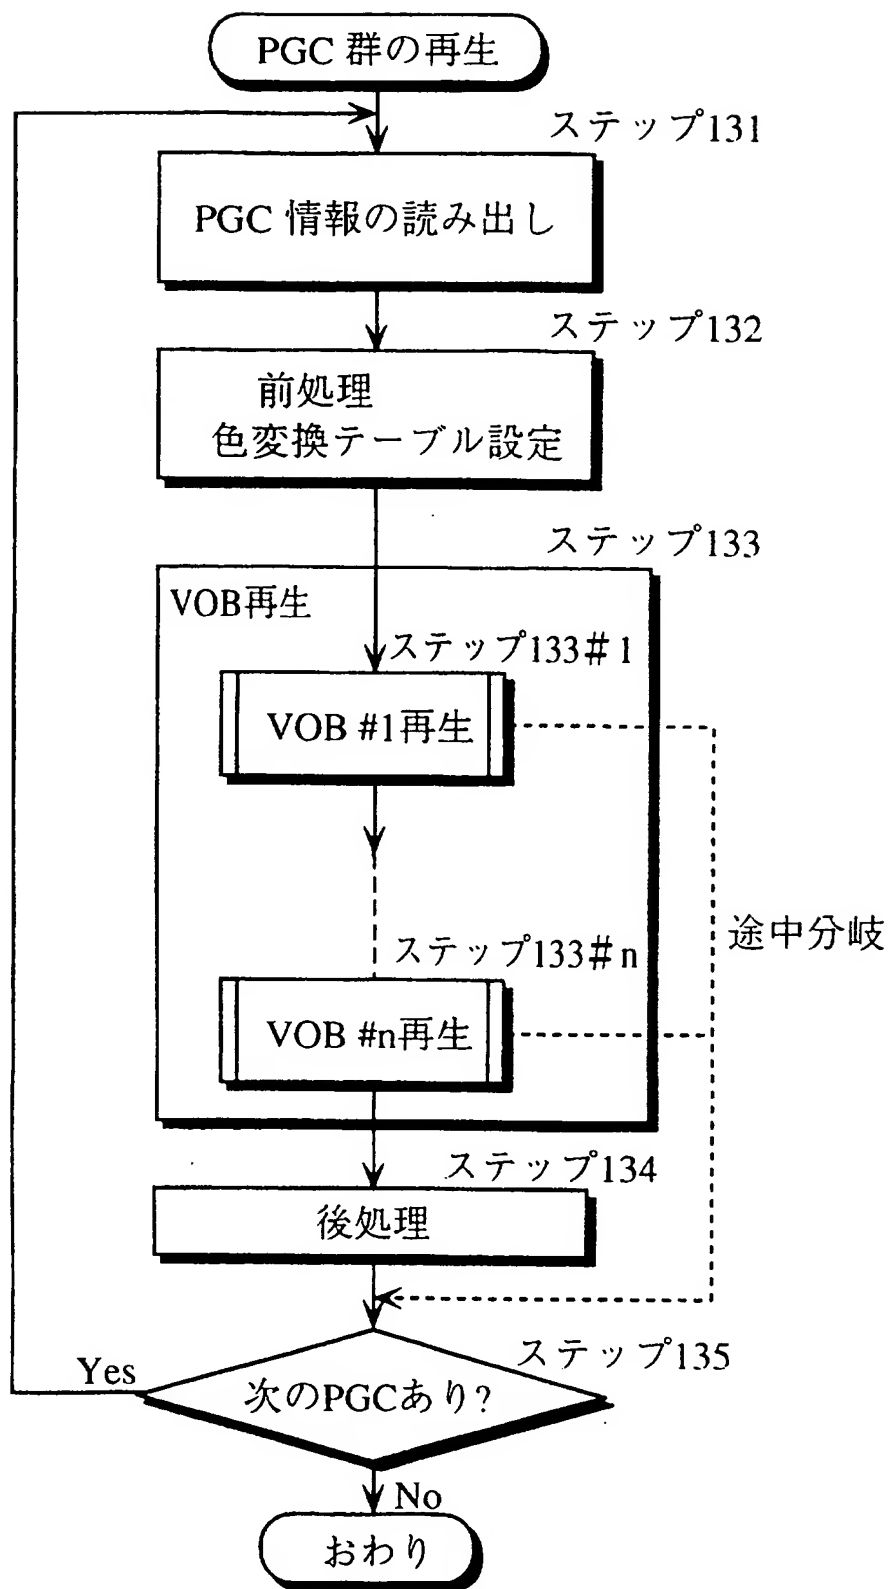 PGC 群の再生
ステップ131
PGC 情報の読み出し
ステップ132
前処理
色変換テーブル設定
ステップ133
VOB再生
ステップ133#1
VOB #1再生
途中分岐
ステップ133#n
VOB #n再生
ステップ134
後処理
ステップ135
Yes
次のPGCあり?
No
おわり